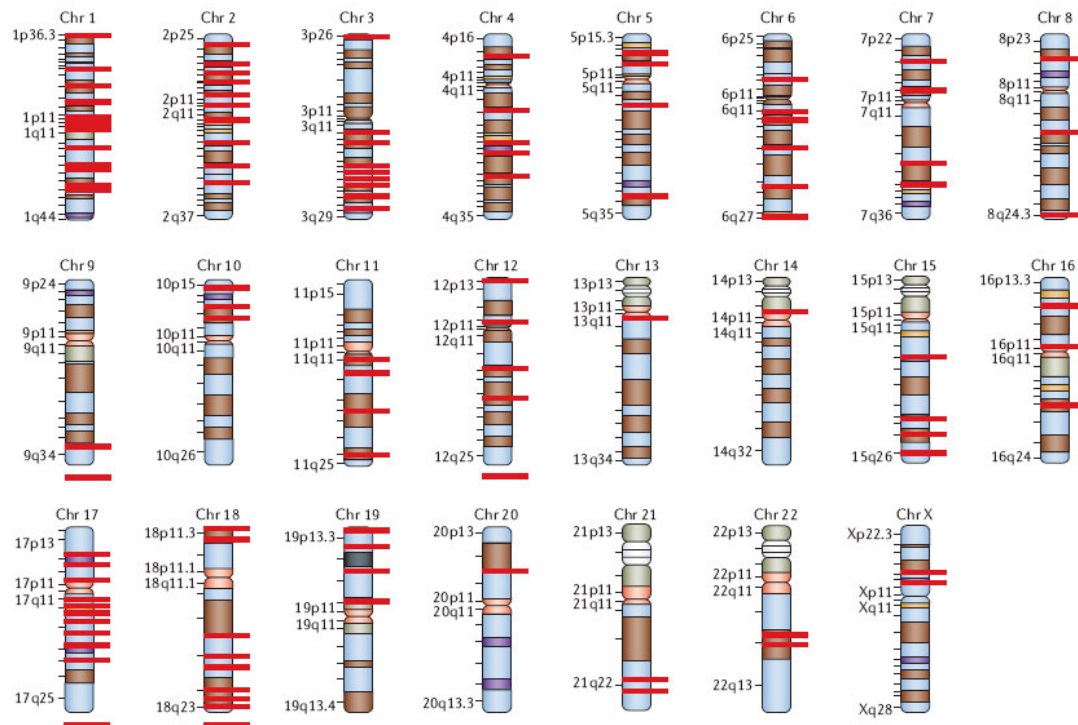 Chr 1
1p36.3
1p11
1q11
1q44
Chr 2
2p25
2p11
2q11
2q37
Chr 3
3p26
3p11
3q11
3q29
Chr 4
4p16
4p11
4q11
4q35
Chr 5
5p15.3
5p11
5q11
5q35
Chr 6
6p25
6p11
6q11
6q27
Chr 7
7p22
7p11
7q11
7q36
Chr 8
8p23
8p11
8q11
8q24.3
Chr 9
9p24
9p11
9q11
9q34
Chr 10
10p15
10p11
10q11
10q26
Chr 11
11p15
11p11
11q11
11q25
Chr 12
12p13
12p11
12q11
12q25
Chr 13
13p13
13p11
13q11
13q34
Chr 14
14p13
14p11
14q11
14q32
Chr 15
15p13
15p11
15q11
15q26
Chr 16
16p13.3
16p11
16q11
16q24
Chr 17
17p13
17p11
17q11
17q25
Chr 18
18p11.3
18p11.1
18q11.1
18q23
Chr 19
19p13.3
19p11
19q11
19q13.4
Chr 20
20p13
20p11
20q11
20q13.3
Chr 21
21p13
21p11
21q11
21q22
Chr 22
22p13
22p11
22q11
22q13
Chr X
Xp22.3
Xp11
Xq11
Xq28